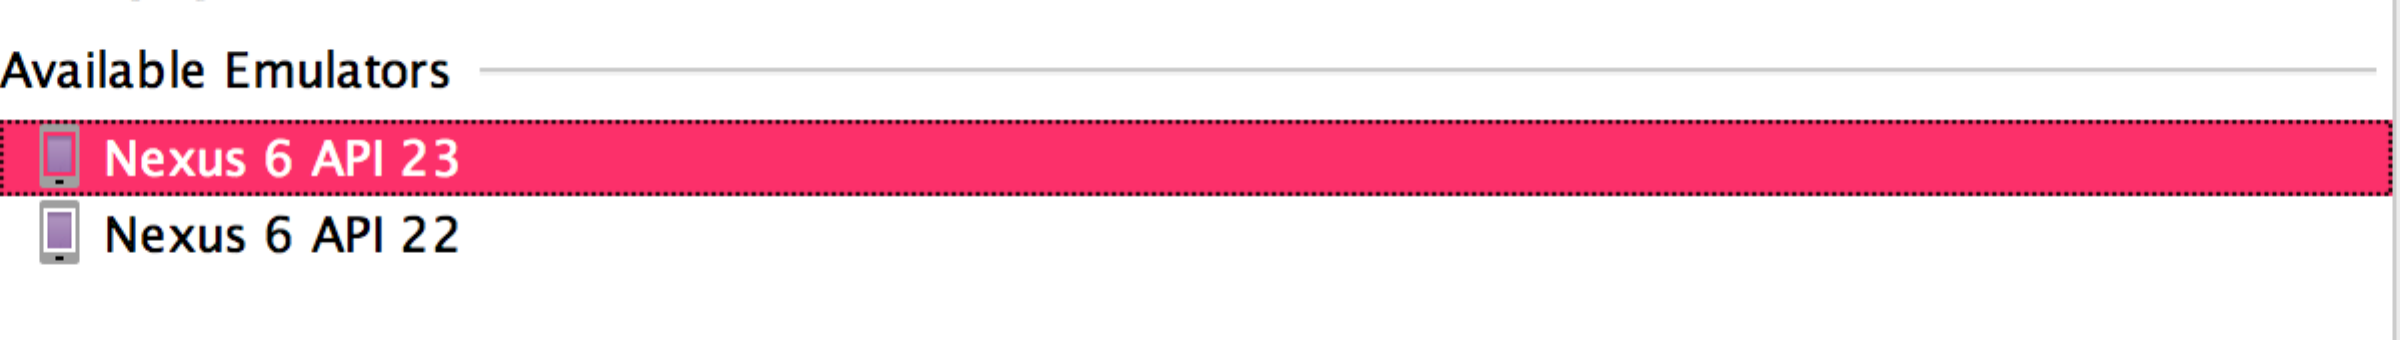 Available Emulators
Nexus 6 API 23
Nexus 6 API 22